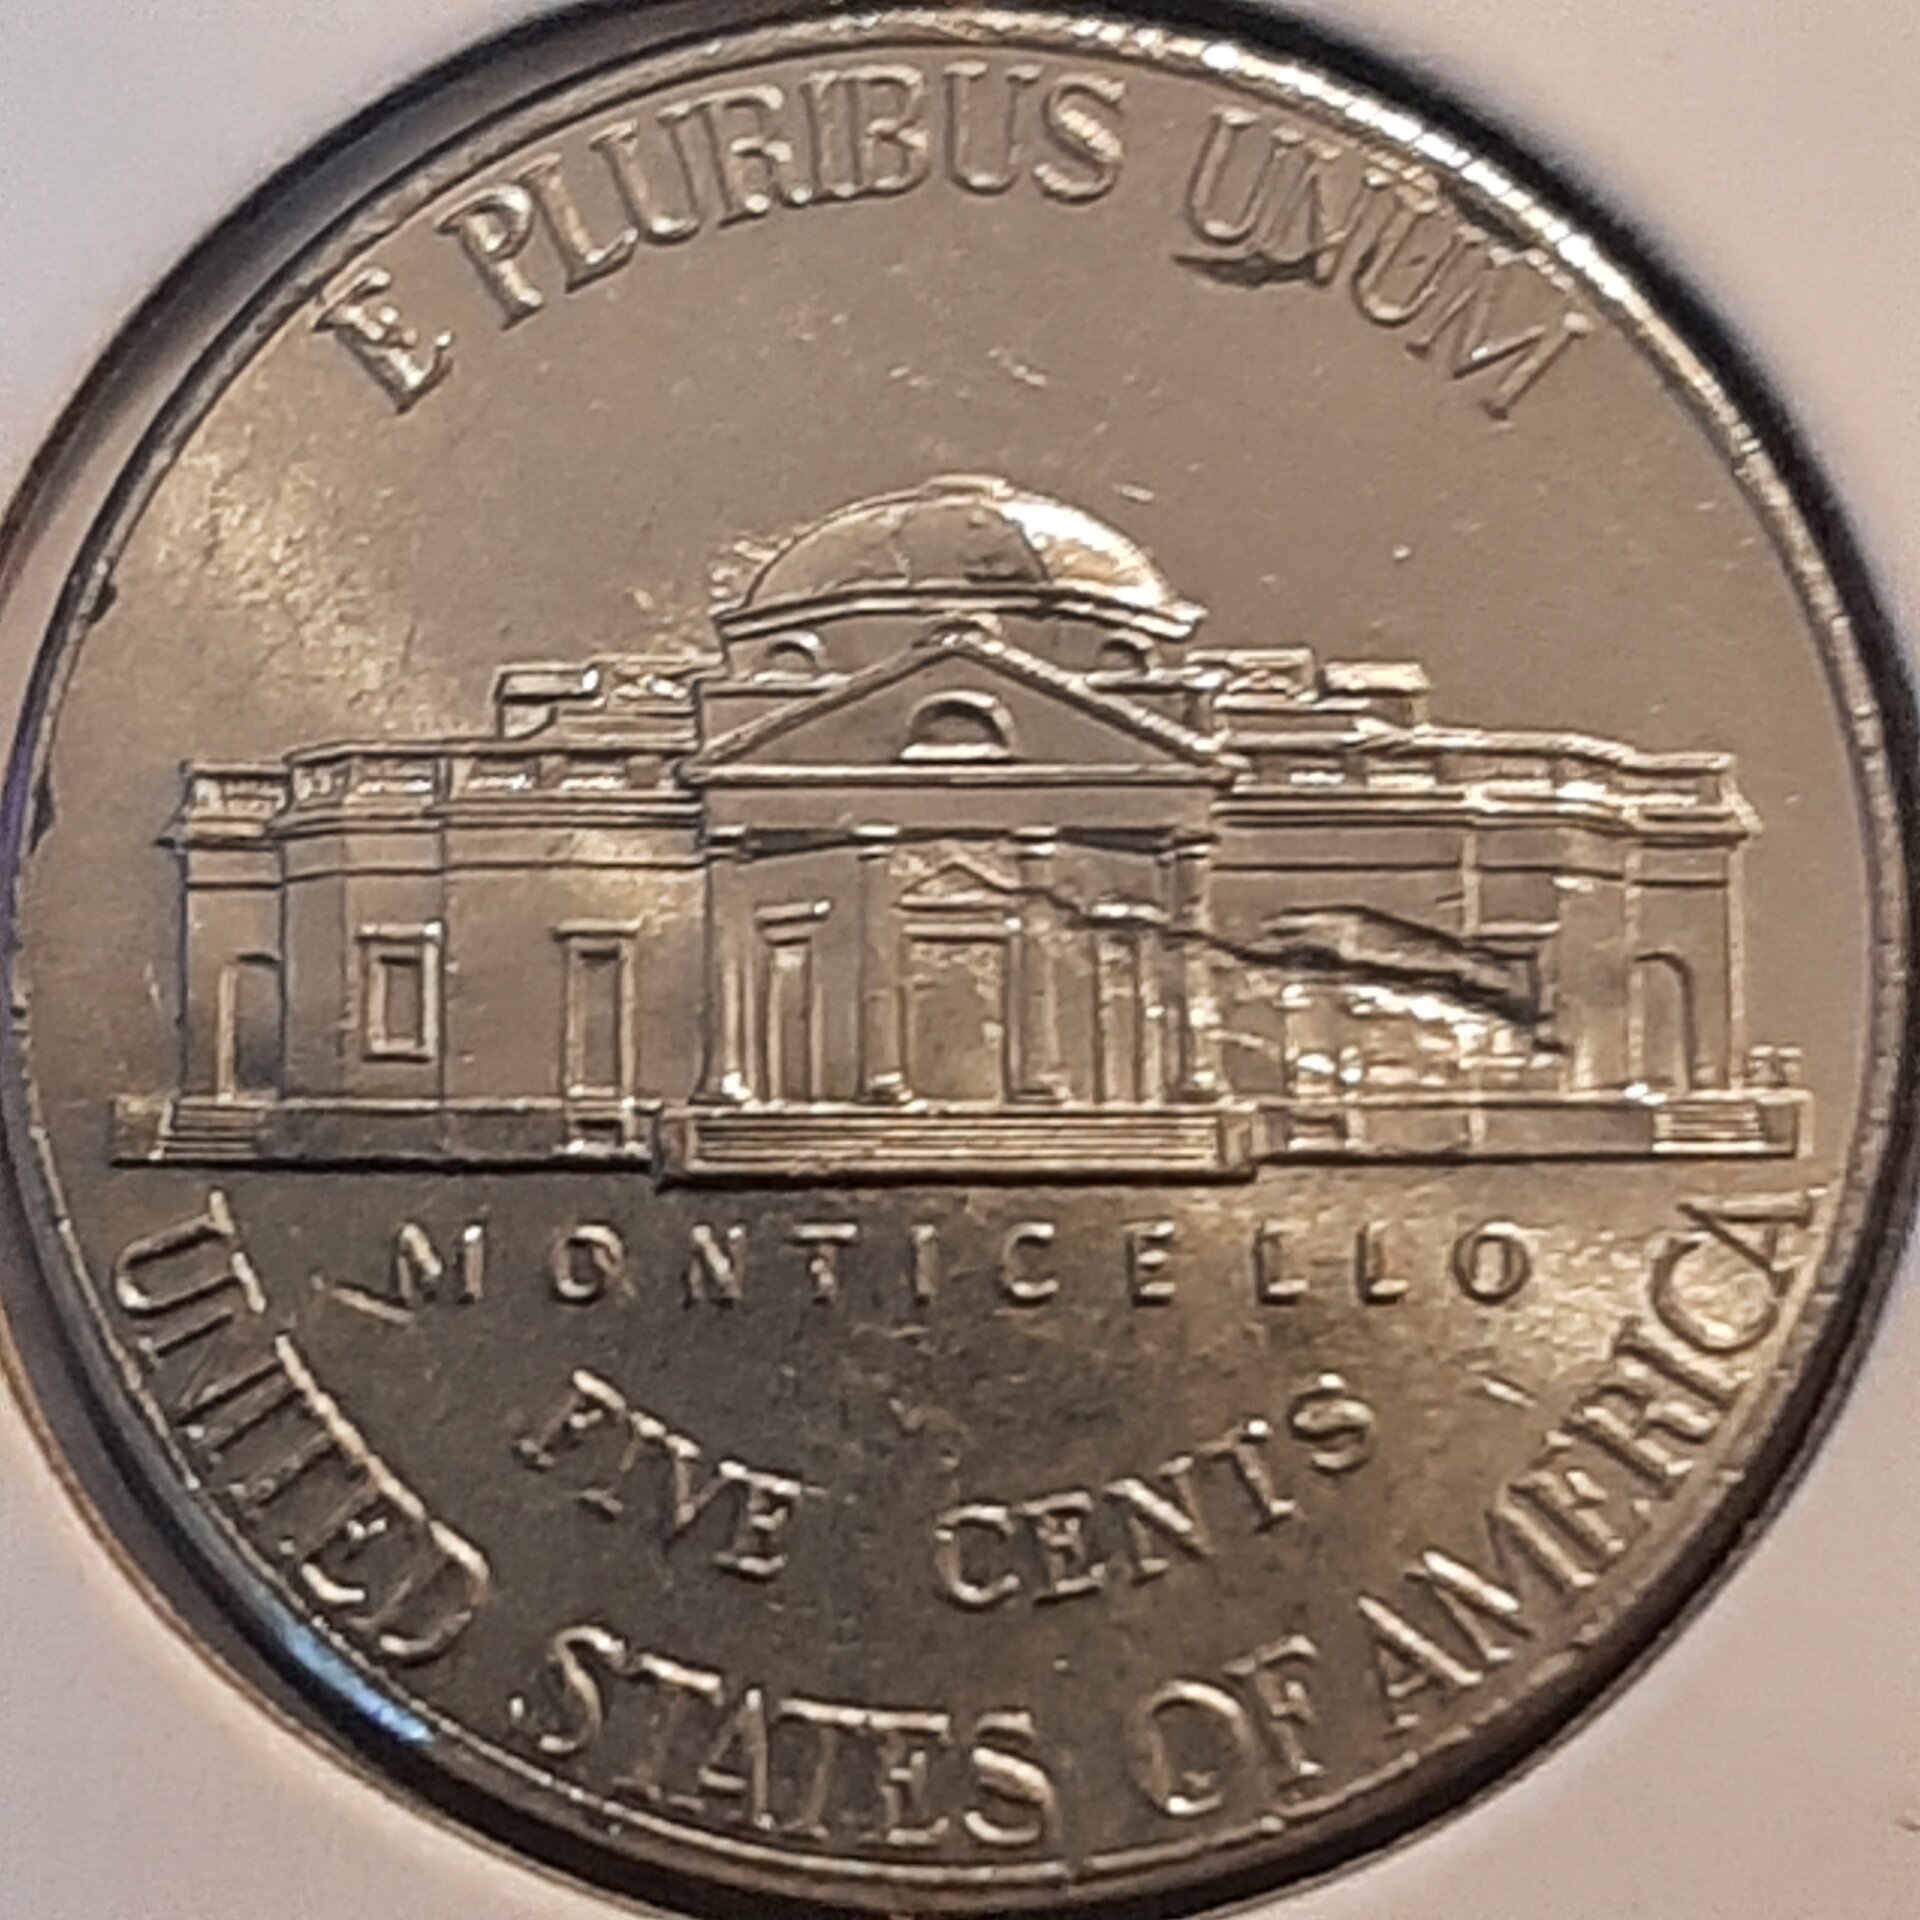 E PLURIBUS UNUM
MONTICELLO
FIVE CENTS
UNITED STATES OF AMERICA